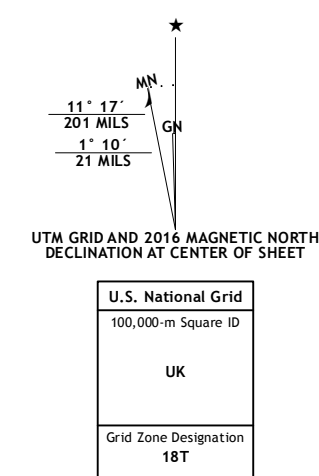 ★
MN
11° 17´
201 MILS
GN
1° 10´
21 MILS
UTM GRID AND 2016 MAGNETIC NORTH
DECLINATION AT CENTER OF SHEET
U.S. National Grid
100,000-m Square ID
UK
Grid Zone Designation
18T